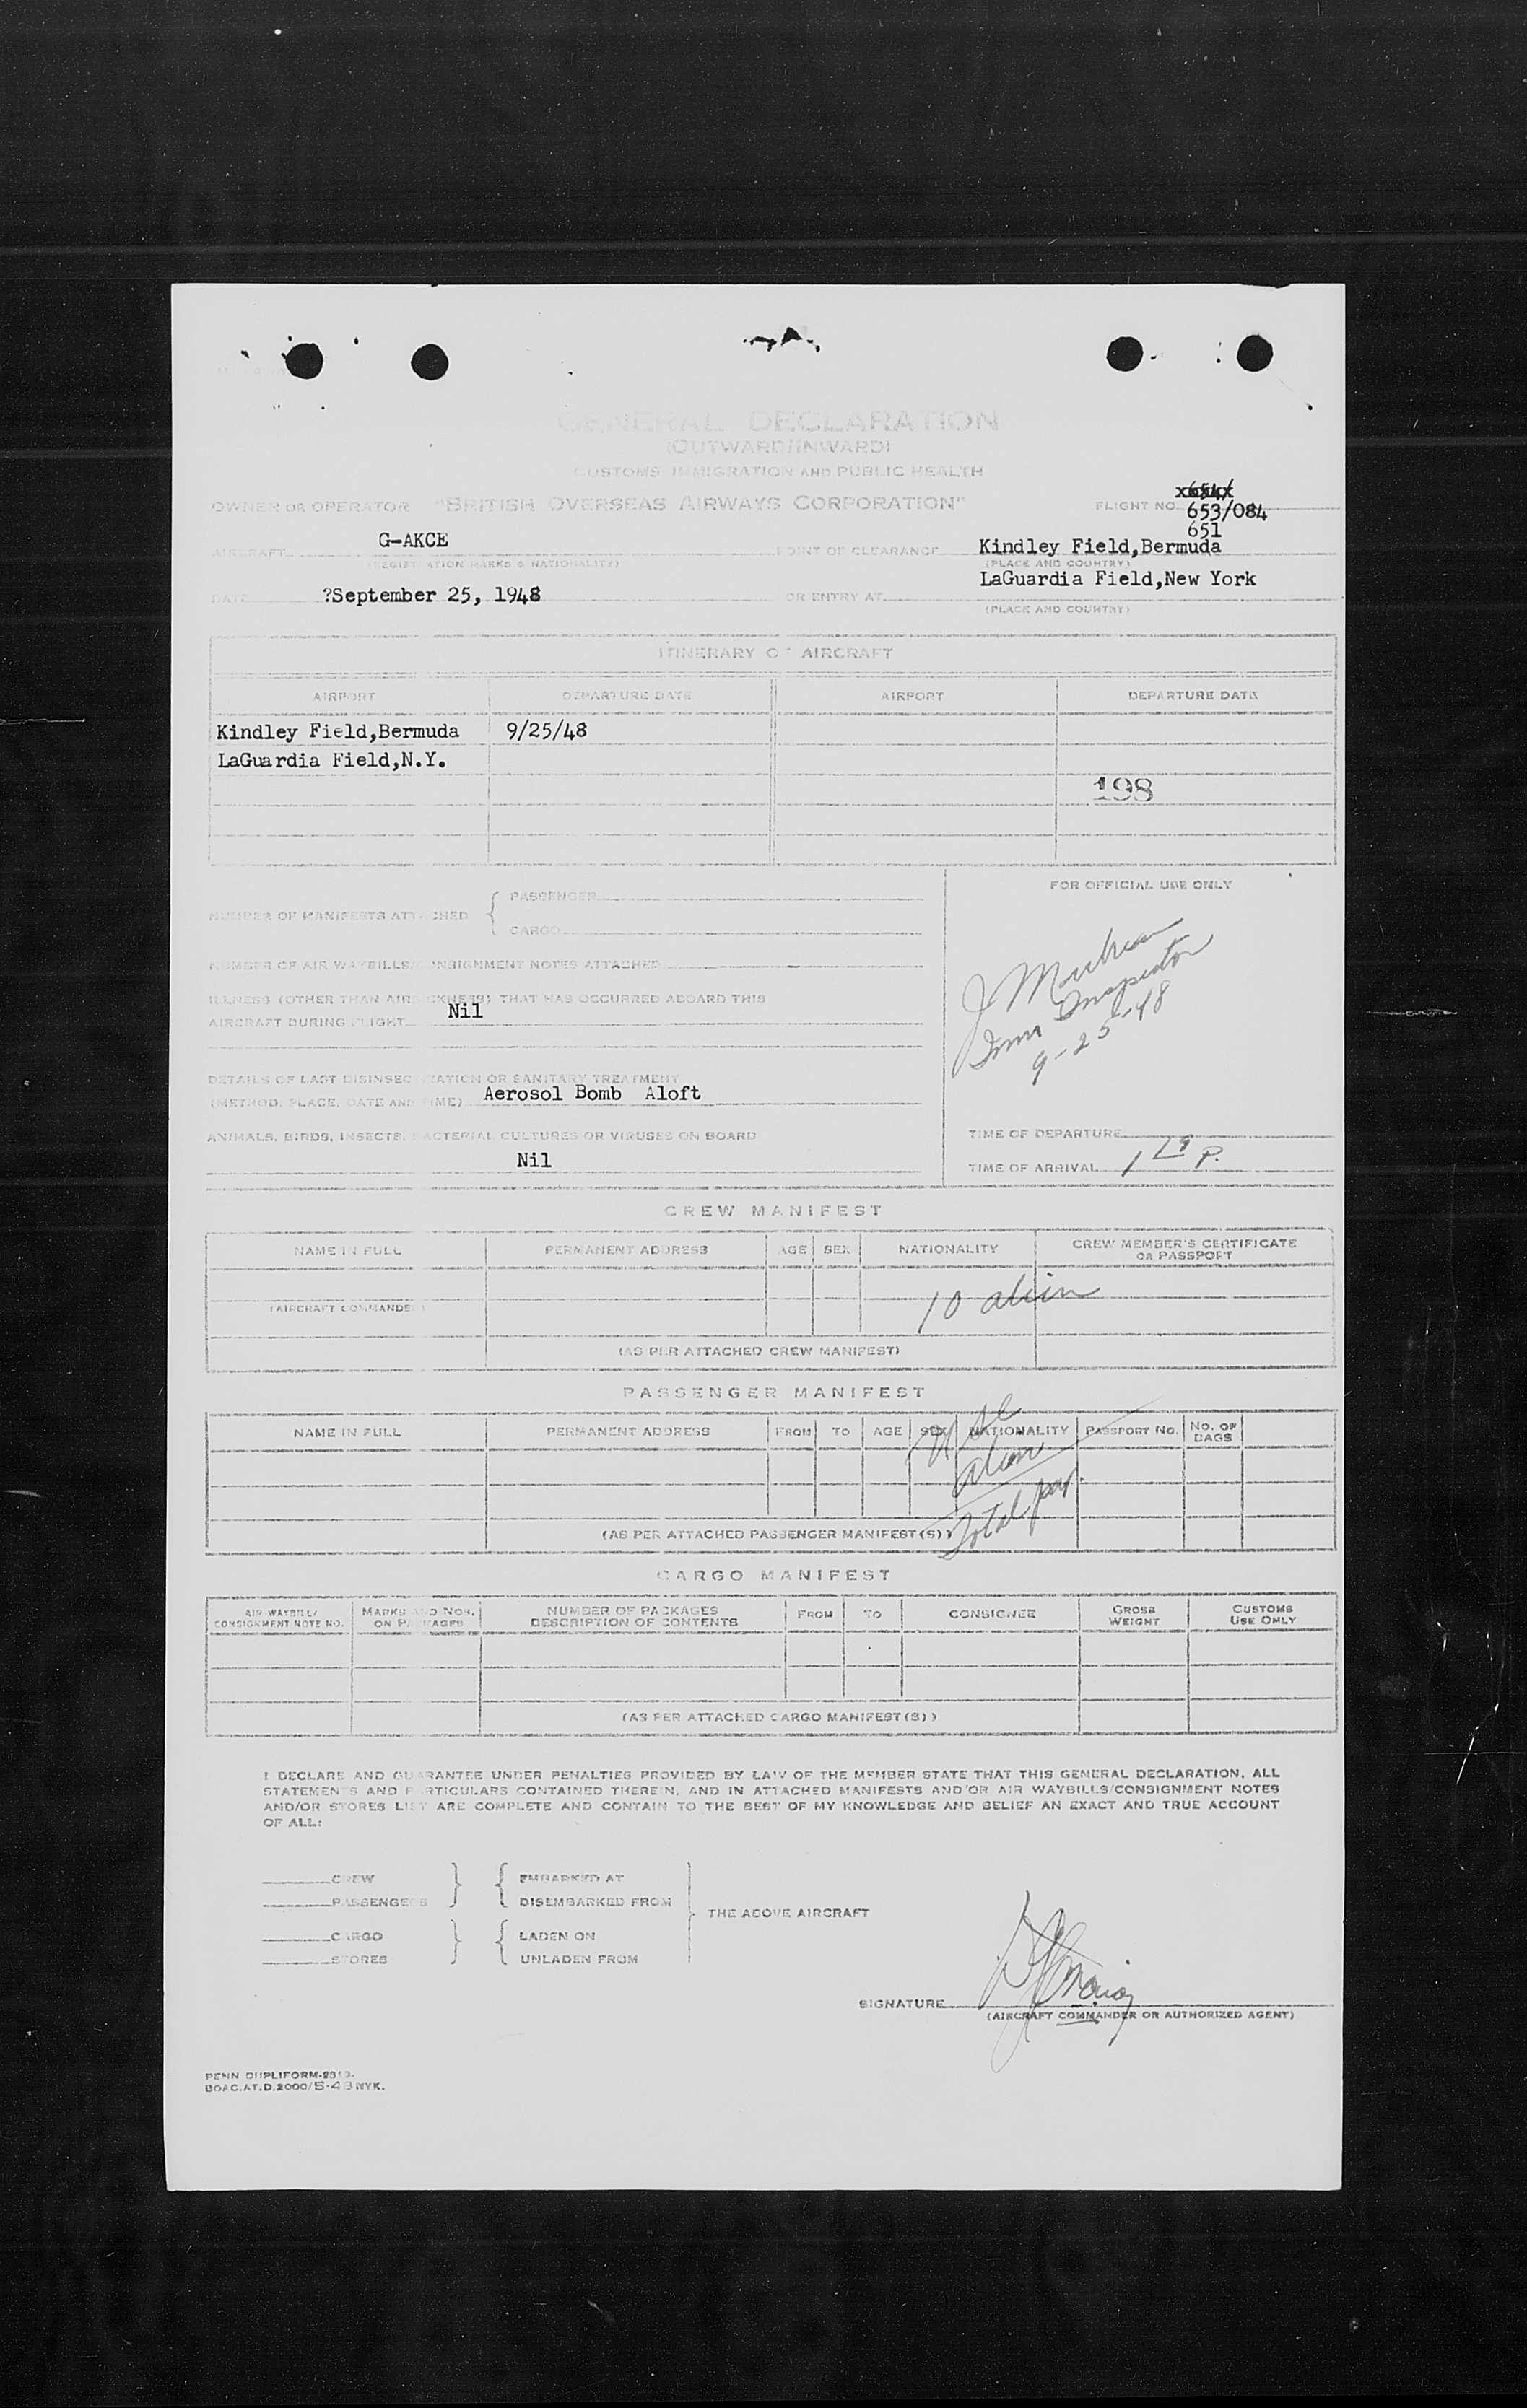 GENERAL DECLARATION
(OUTWARD/INWARD)
CUSTOMS IMMIGRATION AND PUBLIC HEALTH
OWNER OR OPERATOR "BRITISH OVERSEAS AIRWAYS CORPORATION" FLIGHT NO. 653/084
651
AIRCRAFT G-AKCE POINT OF CLEARANCE Kindley Field,Bermuda
(REGISTRATION MARKS & NATIONALITY) (PLACE AND COUNTRY)
LaGuardia Field,New York
DATE ?September 25, 1948 OR ENTRY AT
(PLACE AND COUNTRY)
ITINERARY OF AIRCRAFT
AIRPORT DEPARTURE DATE AIRPORT DEPARTURE DATE
Kindley Field,Bermuda 9/25/48
LaGuardia Field,N.Y.
198
FOR OFFICIAL USE ONLY
NUMBER OF MANIFESTS ATTACHED { PASSENGER
CARGO
NUMBER OF AIR WAYBILLS/CONSIGNMENT NOTES ATTACHED
ILLNESS (OTHER THAN AIRSICKNESS) THAT HAS OCCURRED ABOARD THIS
AIRCRAFT DURING FLIGHT Nil
Inspector
9-25-48
DETAILS OF LAST DISINSECTIZATION OR SANITARY TREATMENT
(METHOD, PLACE, DATE AND TIME) Aerosol Bomb Aloft
ANIMALS, BIRDS, INSECTS, BACTERIAL CULTURES OR VIRUSES ON BOARD
Nil
TIME OF DEPARTURE
TIME OF ARRIVAL
CREW MANIFEST
NAME IN FULL PERMANENT ADDRESS AGE SEX NATIONALITY CREW MEMBER'S CERTIFICATE
OR PASSPORT
(AIRCRAFT COMMANDER) 10 alien
(AS PER ATTACHED CREW MANIFEST)
PASSENGER MANIFEST
NAME IN FULL PERMANENT ADDRESS FROM TO AGE SEX NATIONALITY PASSPORT NO. NO. OF
BAGS
alien
Total
(AS PER ATTACHED PASSENGER MANIFEST(S))
CARGO MANIFEST
AIR WAYBILL/
CONSIGNMENT NOTE NO. MARKS AND NOS.
ON PACKAGES NUMBER OF PACKAGES
DESCRIPTION OF CONTENTS FROM TO CONSIGNEE GROSS
WEIGHT CUSTOMS
USE ONLY
(AS PER ATTACHED CARGO MANIFEST(S))
I DECLARE AND GUARANTEE UNDER PENALTIES PROVIDED BY LAW OF THE MEMBER STATE THAT THIS GENERAL DECLARATION, ALL
STATEMENTS AND PARTICULARS CONTAINED THEREIN, AND IN ATTACHED MANIFESTS AND/OR AIR WAYBILLS/CONSIGNMENT NOTES
AND/OR STORES LIST ARE COMPLETE AND CONTAIN TO THE BEST OF MY KNOWLEDGE AND BELIEF AN EXACT AND TRUE ACCOUNT
OF ALL:
CREW EMBARKED AT
PASSENGERS DISEMBARKED FROM
THE ABOVE AIRCRAFT
CARGO LADEN ON
STORES UNLADEN FROM
SIGNATURE
(AIRCRAFT COMMANDER OR AUTHORIZED AGENT)
PENN DUPLIFORM-2313.
BOAC.AT.D.2000/5-48 NYK.